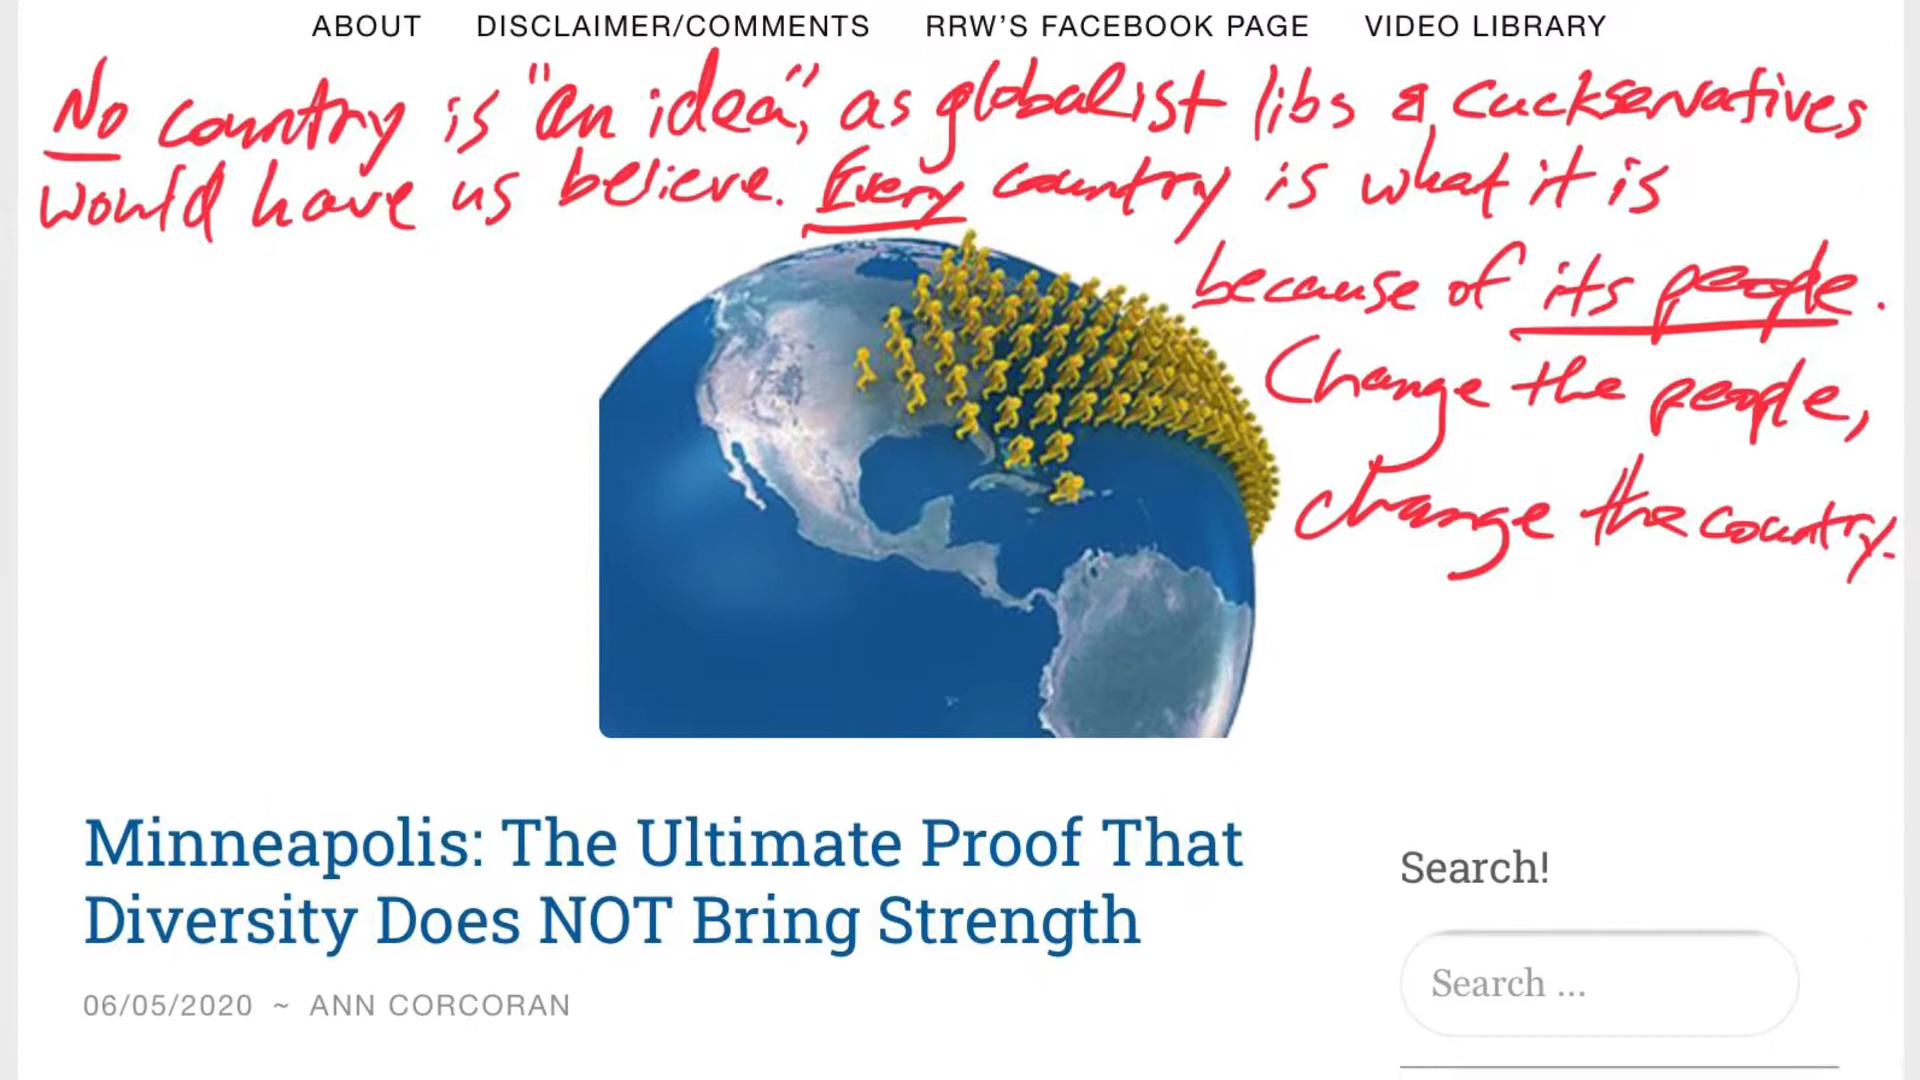 ABOUT DISCLAIMER/COMMENTS RRW'S FACEBOOK PAGE VIDEO LIBRARY
No country is "an idea", as globalist libs & cuckservatives
would have us believe. Every country is what it is
because of its people.
Change the people,
change the country.
Minneapolis: The Ultimate Proof That
Diversity Does NOT Bring Strength
06/05/2020 ~ ANN CORCORAN
Search!
Search ...